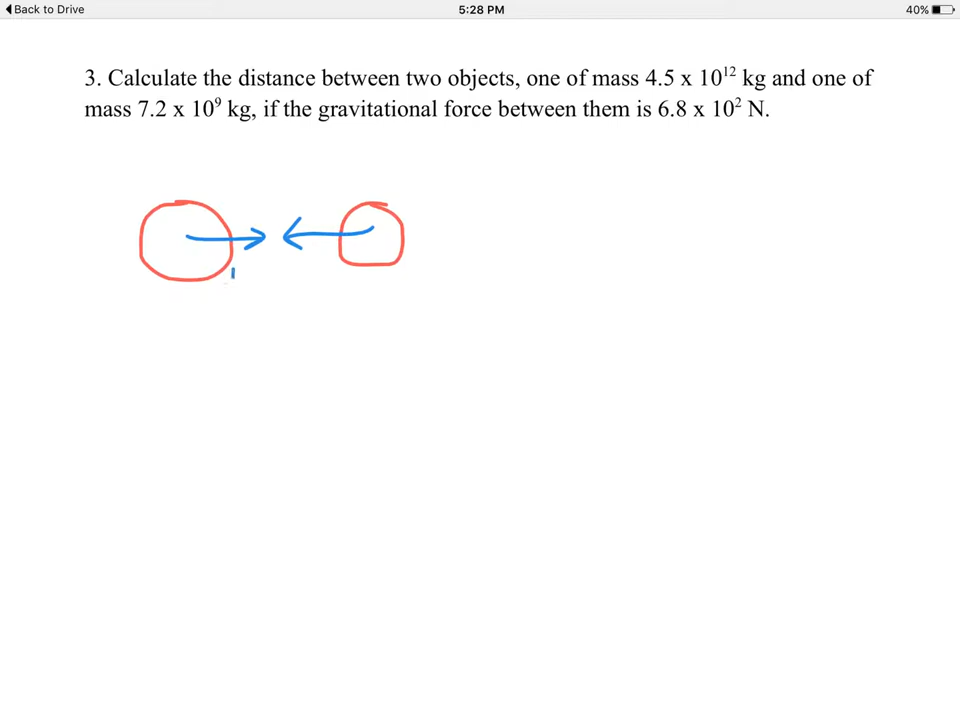 Back to Drive
5:28 PM
40%
3. Calculate the distance between two objects, one of mass 4.5 x 10¹² kg and one of
mass 7.2 x 10⁹ kg, if the gravitational force between them is 6.8 x 10² N.